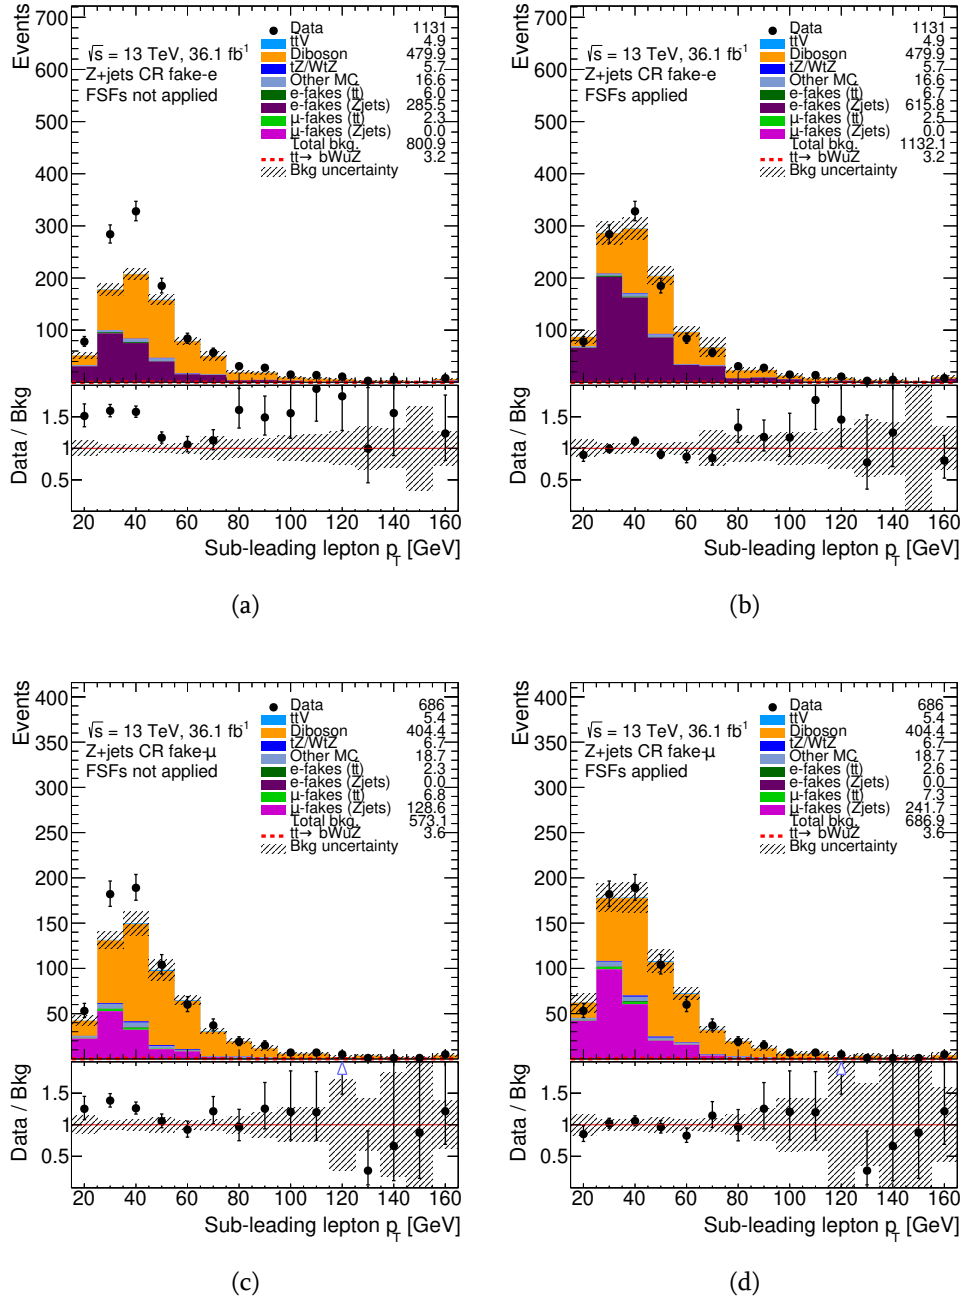 Events
700
600
500
400
300
200
100
√s = 13 TeV, 36.1 fb⁻¹
Z+jets CR fake-e
FSFs not applied
Data 1131
ttV 4.9
Diboson 479.9
tZ/WtZ 5.7
Other MC 16.6
e-fakes (tt̄) 6.0
e-fakes (Zjets) 285.5
μ-fakes (tt̄) 2.3
μ-fakes (Zjets) 0.0
Total bkg. 800.9
tt→ bWuZ 3.2
Bkg uncertainty
Data / Bkg
1.5
1
0.5
20 40 60 80 100 120 140 160
Sub-leading lepton p_T [GeV]
(a)
Events
700
600
500
400
300
200
100
√s = 13 TeV, 36.1 fb⁻¹
Z+jets CR fake-e
FSFs applied
Data 1131
ttV 4.9
Diboson 479.9
tZ/WtZ 5.7
Other MC 16.6
e-fakes (tt̄) 6.7
e-fakes (Zjets) 615.8
μ-fakes (tt̄) 2.5
μ-fakes (Zjets) 0.0
Total bkg. 1132.1
tt→ bWuZ 3.2
Bkg uncertainty
Data / Bkg
1.5
1
0.5
20 40 60 80 100 120 140 160
Sub-leading lepton p_T [GeV]
(b)
Events
400
350
300
250
200
150
100
50
√s = 13 TeV, 36.1 fb⁻¹
Z+jets CR fake-μ
FSFs not applied
Data 686
ttV 5.4
Diboson 404.4
tZ/WtZ 6.7
Other MC 18.7
e-fakes (tt̄) 2.3
e-fakes (Zjets) 0.0
μ-fakes (tt̄) 6.8
μ-fakes (Zjets) 128.6
Total bkg. 573.1
tt→ bWuZ 3.6
Bkg uncertainty
Data / Bkg
1.5
1
0.5
20 40 60 80 100 120 140 160
Sub-leading lepton p_T [GeV]
(c)
Events
400
350
300
250
200
150
100
50
√s = 13 TeV, 36.1 fb⁻¹
Z+jets CR fake-μ
FSFs applied
Data 686
ttV 5.4
Diboson 404.4
tZ/WtZ 6.7
Other MC 18.7
e-fakes (tt̄) 2.6
e-fakes (Zjets) 0.0
μ-fakes (tt̄) 7.3
μ-fakes (Zjets) 241.7
Total bkg. 686.9
tt→ bWuZ 3.6
Bkg uncertainty
Data / Bkg
1.5
1
0.5
20 40 60 80 100 120 140 160
Sub-leading lepton p_T [GeV]
(d)